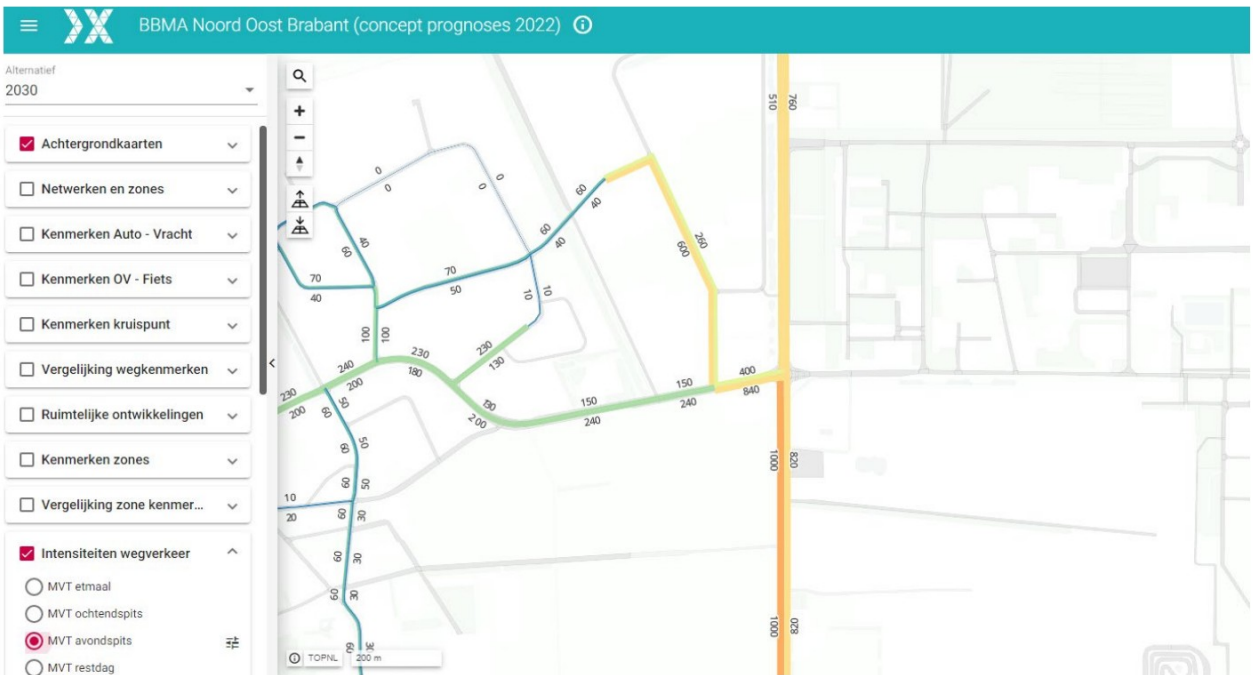 BBMA Noord Oost Brabant (concept prognoses 2022)
Alternatief
2030
Achtergrondkaarten
Netwerken en zones
Kenmerken Auto - Vracht
Kenmerken OV - Fiets
Kenmerken kruispunt
Vergelijking wegkenmerken
Ruimtelijke ontwikkelingen
Kenmerken zones
Vergelijking zone kenmer...
Intensiteiten wegverkeer
MVT etmaal
MVT ochtendspits
MVT avondspits
MVT restdag
510 760
0 0
0 0
60 40
60 40
260
600
40
60
70
40
70
50
10 10
100 100
230
180
230
130
240
200
230
200
150
240
400
840
150
240
200
50
60
50
60
50
60
1000 820
10
20
30
60
30
60
30
60
1000 820
60
TOPNL
200 m